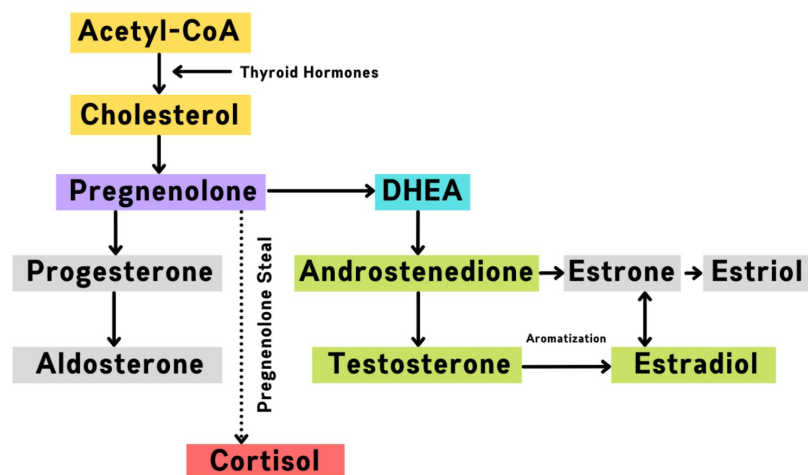 Acetyl-CoA
Thyroid Hormones
Cholesterol
Pregnenolone
DHEA
Pregnenolone Steal
Progesterone
Androstenedione
Estrone
Estriol
Aldosterone
Testosterone
Aromatization
Estradiol
Cortisol